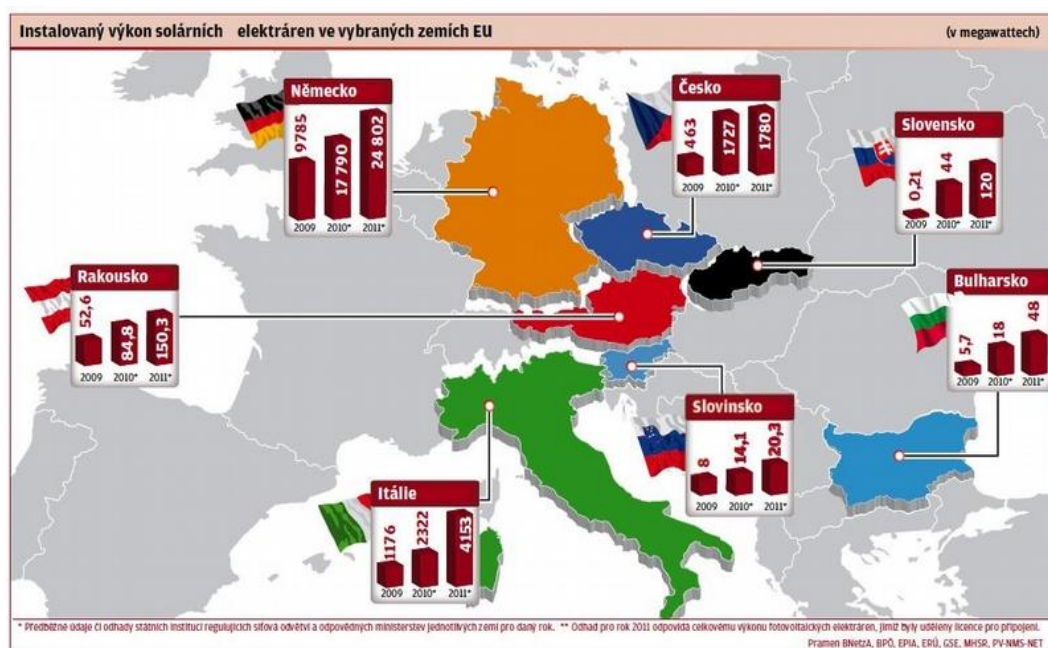 Instalovaný výkon solárních elektráren ve vybraných zemích EU
(v megawattech)
Německo
9785
17 790
24 802
2009 2010* 2011*
Česko
463
1727
1780
2009 2010* 2011*
Slovensko
0,21
44
120
2009 2010* 2011*
Rakousko
52,6
84,8
150,3
2009 2010* 2011*
Bulharsko
5,7
18
48
2009 2010* 2011*
Slovinsko
8
14,1
20,3
2009 2010* 2011*
Itálie
1176
2322
4153
2009 2010* 2011*
* Předběžné údaje či odhady státních institucí regulujících síťová odvětví a odpovědných ministerstev jednotlivých zemí pro daný rok. ** Odhad pro rok 2011 odpovídá celkovému výkonu fotovoltaických elektráren, jimž byly uděleny licence pro připojení.
Pramen BNetzA, BPÖ, EPIA, ERÚ, GSE, MHSR, PV-NMS-NET